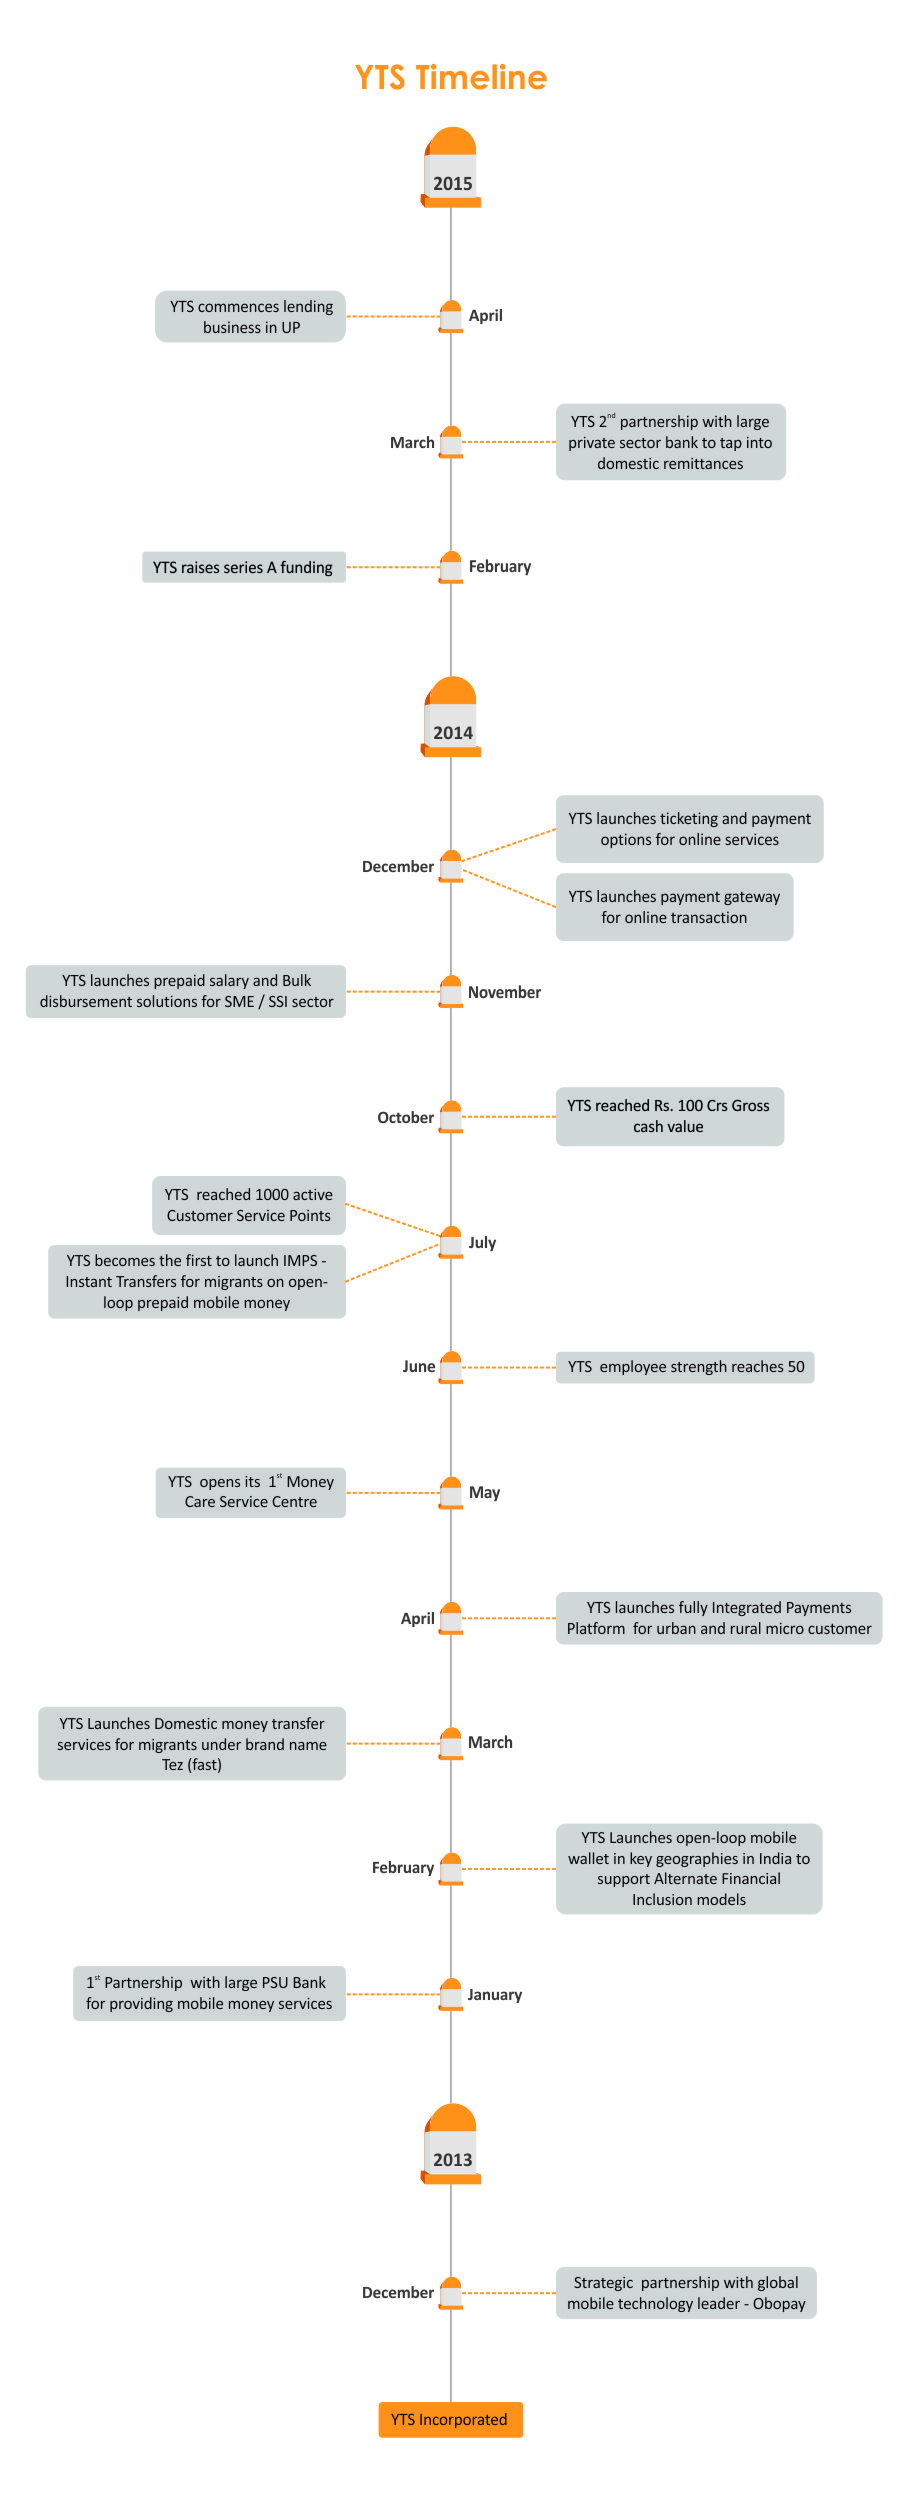 YTS Timeline
2015
YTS commences lending
business in UP
April
March
YTS 2nd partnership with large
private sector bank to tap into
domestic remittances
YTS raises series A funding
February
2014
December
YTS launches ticketing and payment
options for online services
YTS launches payment gateway
for online transaction
YTS launches prepaid salary and Bulk
disbursement solutions for SME / SSI sector
November
October
YTS reached Rs. 100 Crs Gross
cash value
YTS reached 1000 active
Customer Service Points
YTS becomes the first to launch IMPS -
Instant Transfers for migrants on open-
loop prepaid mobile money
July
June
YTS employee strength reaches 50
YTS opens its 1st Money
Care Service Centre
May
April
YTS launches fully Integrated Payments
Platform for urban and rural micro customer
YTS Launches Domestic money transfer
services for migrants under brand name
Tez (fast)
March
February
YTS Launches open-loop mobile
wallet in key geographies in India to
support Alternate Financial
Inclusion models
1st Partnership with large PSU Bank
for providing mobile money services
January
2013
December
Strategic partnership with global
mobile technology leader - Obopay
YTS Incorporated